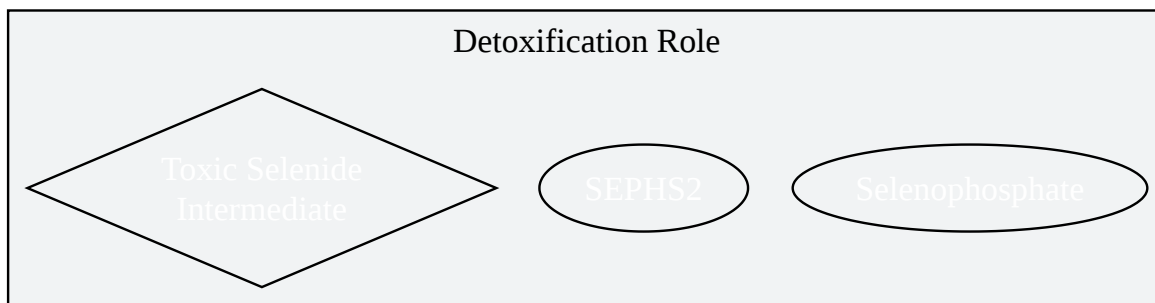 Detoxification Role
Toxic Selenide
Intermediate
SEPHS2
Selenophosphate